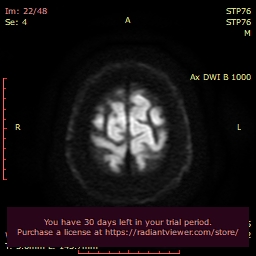 Im: 22/48
Se: 4
STP76
STP76
M
A
Ax DWI B 1000
R
L
You have 30 days left in your trial period.
Purchase a license at https://radiantviewer.com/store/